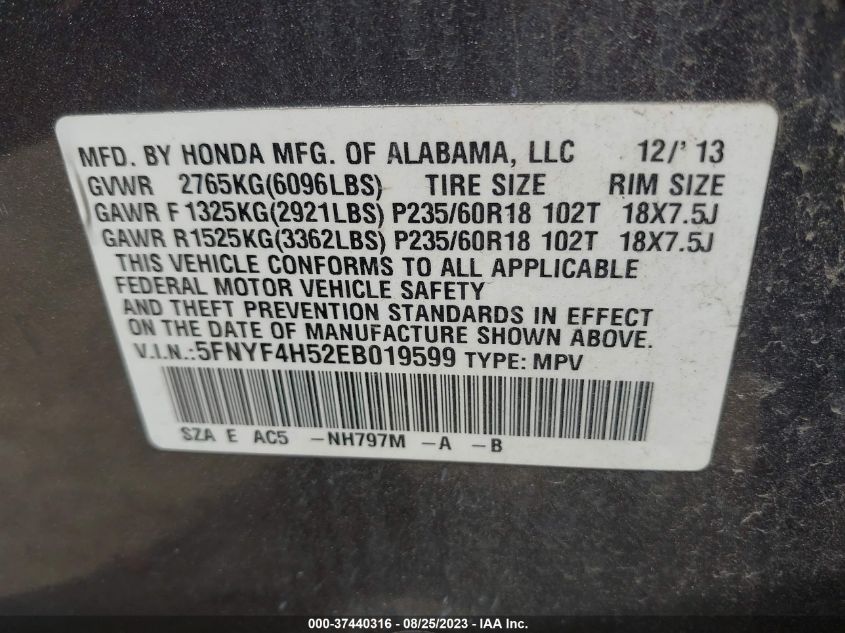 MFD. BY HONDA MFG. OF ALABAMA, LLC 12/'13
GVWR 2765KG(6096LBS) TIRE SIZE RIM SIZE
GAWR F1325KG(2921LBS) P235/60R18 102T 18X7.5J
GAWR R1525KG(3362LBS) P235/60R18 102T 18X7.5J
THIS VEHICLE CONFORMS TO ALL APPLICABLE
FEDERAL MOTOR VEHICLE SAFETY
AND THEFT PREVENTION STANDARDS IN EFFECT
ON THE DATE OF MANUFACTURE SHOWN ABOVE.
V.I.N.:5FNYF4H52EB019599 TYPE: MPV
SZA E AC5 -NH797M -A -B
000-37440316 - 08/25/2023 - IAAI.com